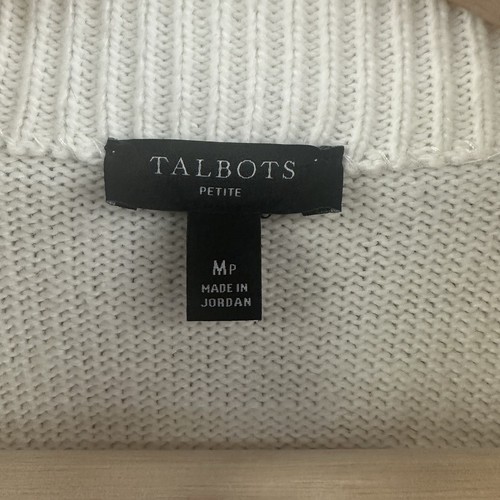 TALBOTS
PETITE
MP
MADE IN
JORDAN